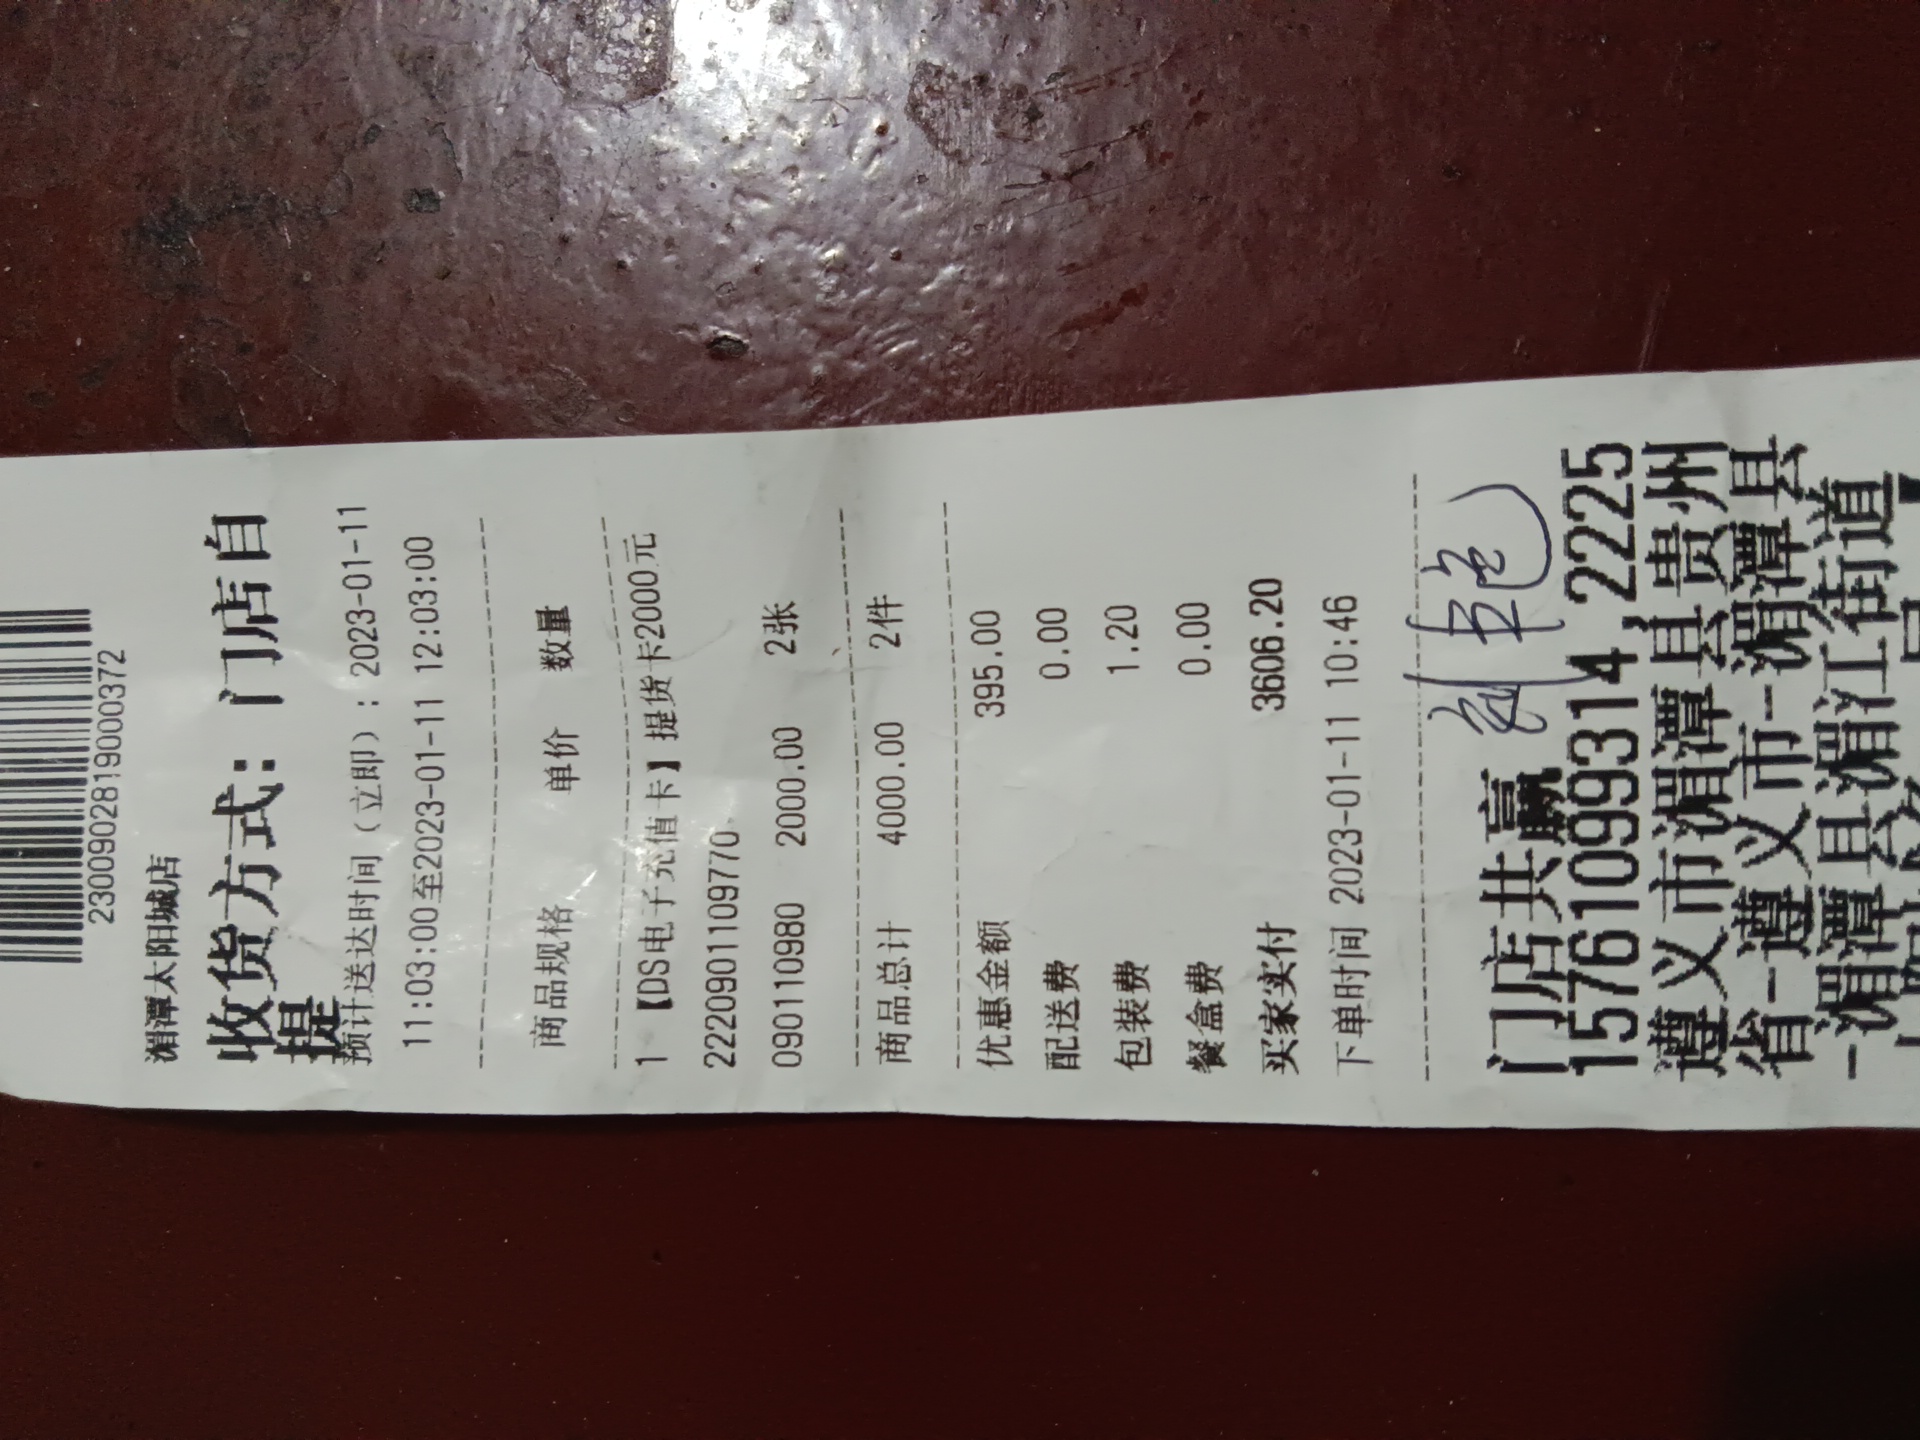 2300902819000372
湄潭太阳城店
收货方式：门店自
提
预计送达时间（立即）：2023-01-11
11:03:00至2023-01-11 12:03:00
商品规格 单价 数量
1 【DS电子充值卡】提货卡2000元
2220901109770
0901110980 2000.00 2张
商品总计 4000.00 2件
优惠金额 395.00
配送费 0.00
包装费 1.20
餐盒费 0.00
买家实付 3606.20
下单时间 2023-01-11 10:46
门店共赢
15761099314,2225
遵义市湄潭县贵州
省-遵义市-湄潭县
-湄潭县湄江街道